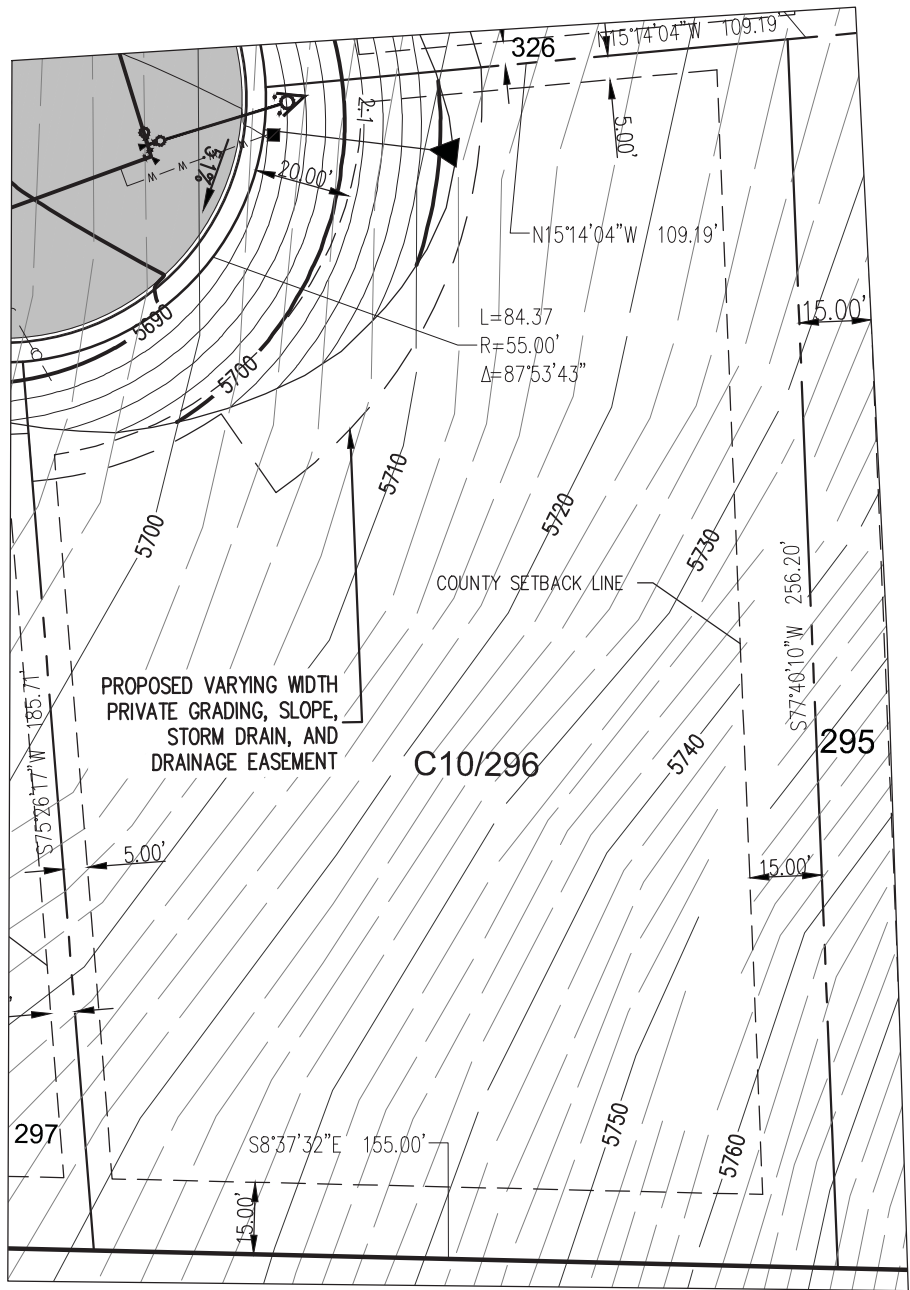 326
N15°14'04"W 109.19'
2:1
5.00'
20.00'
W
W
W
N15°14'04"W 109.19'
15.00'
L=84.37
R=55.00'
Δ=87°53'43"
5690
5700
5710
5720
5700
5730
COUNTY SETBACK LINE
S77°40'10"W 256.20'
PROPOSED VARYING WIDTH
PRIVATE GRADING, SLOPE,
STORM DRAIN, AND
DRAINAGE EASEMENT
S75°26'17"W 185.71'
C10/296
5740
295
5.00'
15.00'
297
S8°37'32"E 155.00'
5750
5760
15.00'